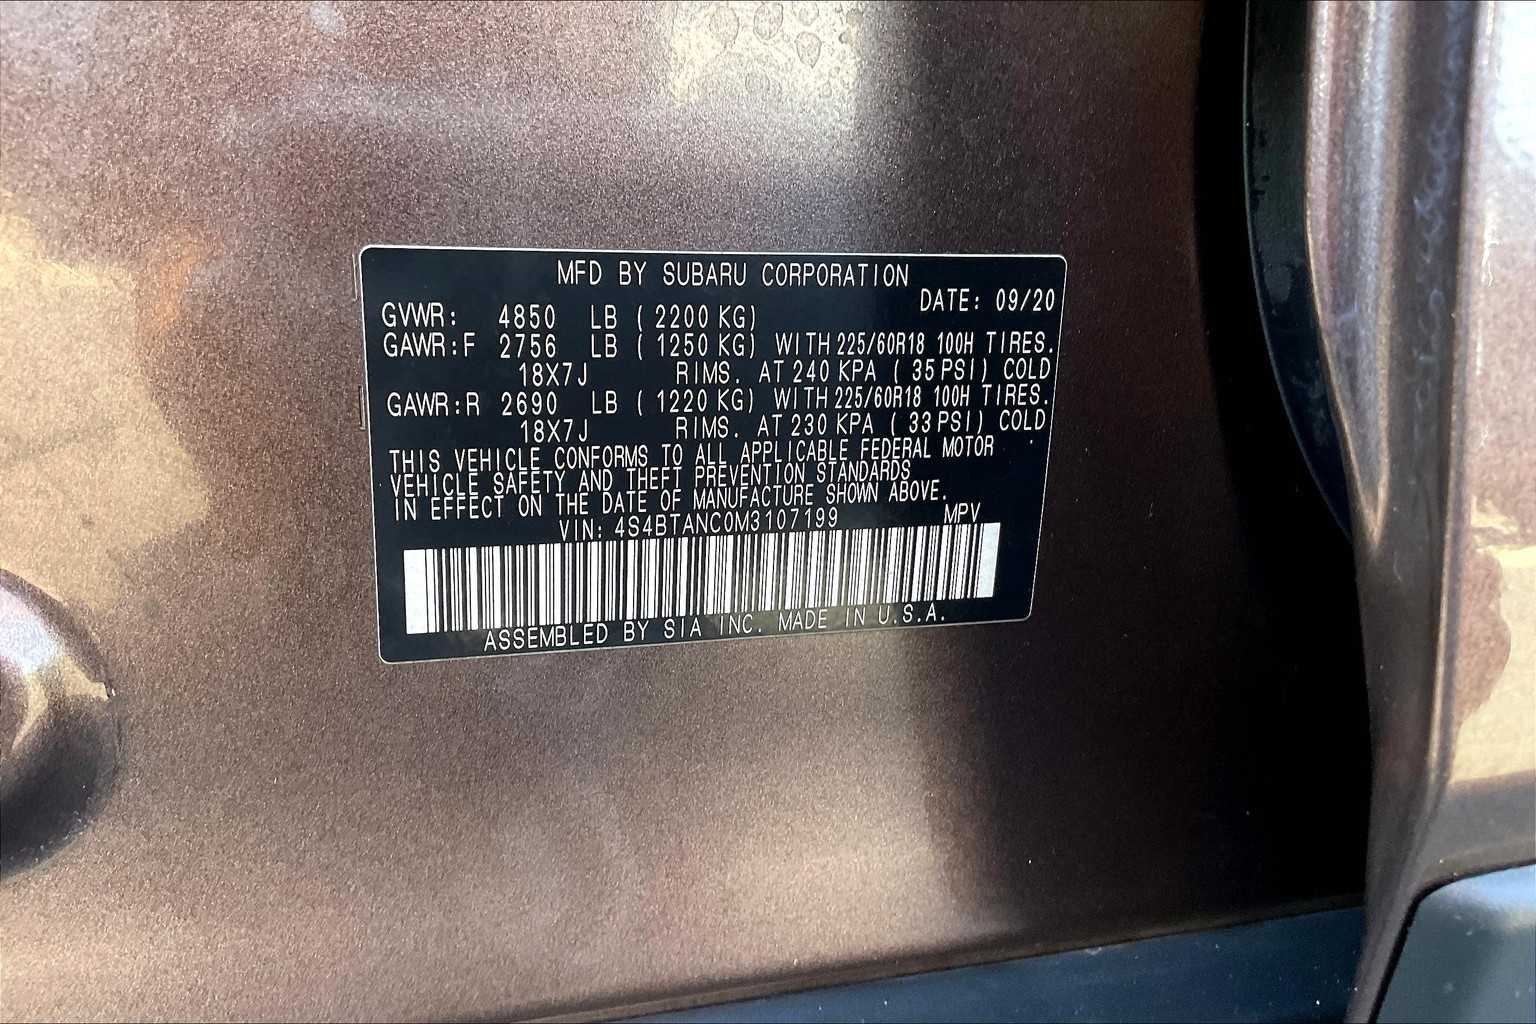 MFD BY SUBARU CORPORATION
DATE: 09/20
GVWR: 4850 LB ( 2200 KG)
GAWR:F 2756 LB ( 1250 KG) WITH 225/60R18 100H TIRES.
18X7J RIMS. AT 240 KPA ( 35 PSI) COLD
GAWR:R 2690 LB ( 1220 KG) WITH 225/60R18 100H TIRES.
18X7J RIMS. AT 230 KPA ( 33 PSI) COLD
THIS VEHICLE CONFORMS TO ALL APPLICABLE FEDERAL MOTOR
VEHICLE SAFETY AND THEFT PREVENTION STANDARDS
IN EFFECT ON THE DATE OF MANUFACTURE SHOWN ABOVE.
VIN: 4S4BTANC0M3107199 MPV
ASSEMBLED BY SIA INC. MADE IN U.S.A.